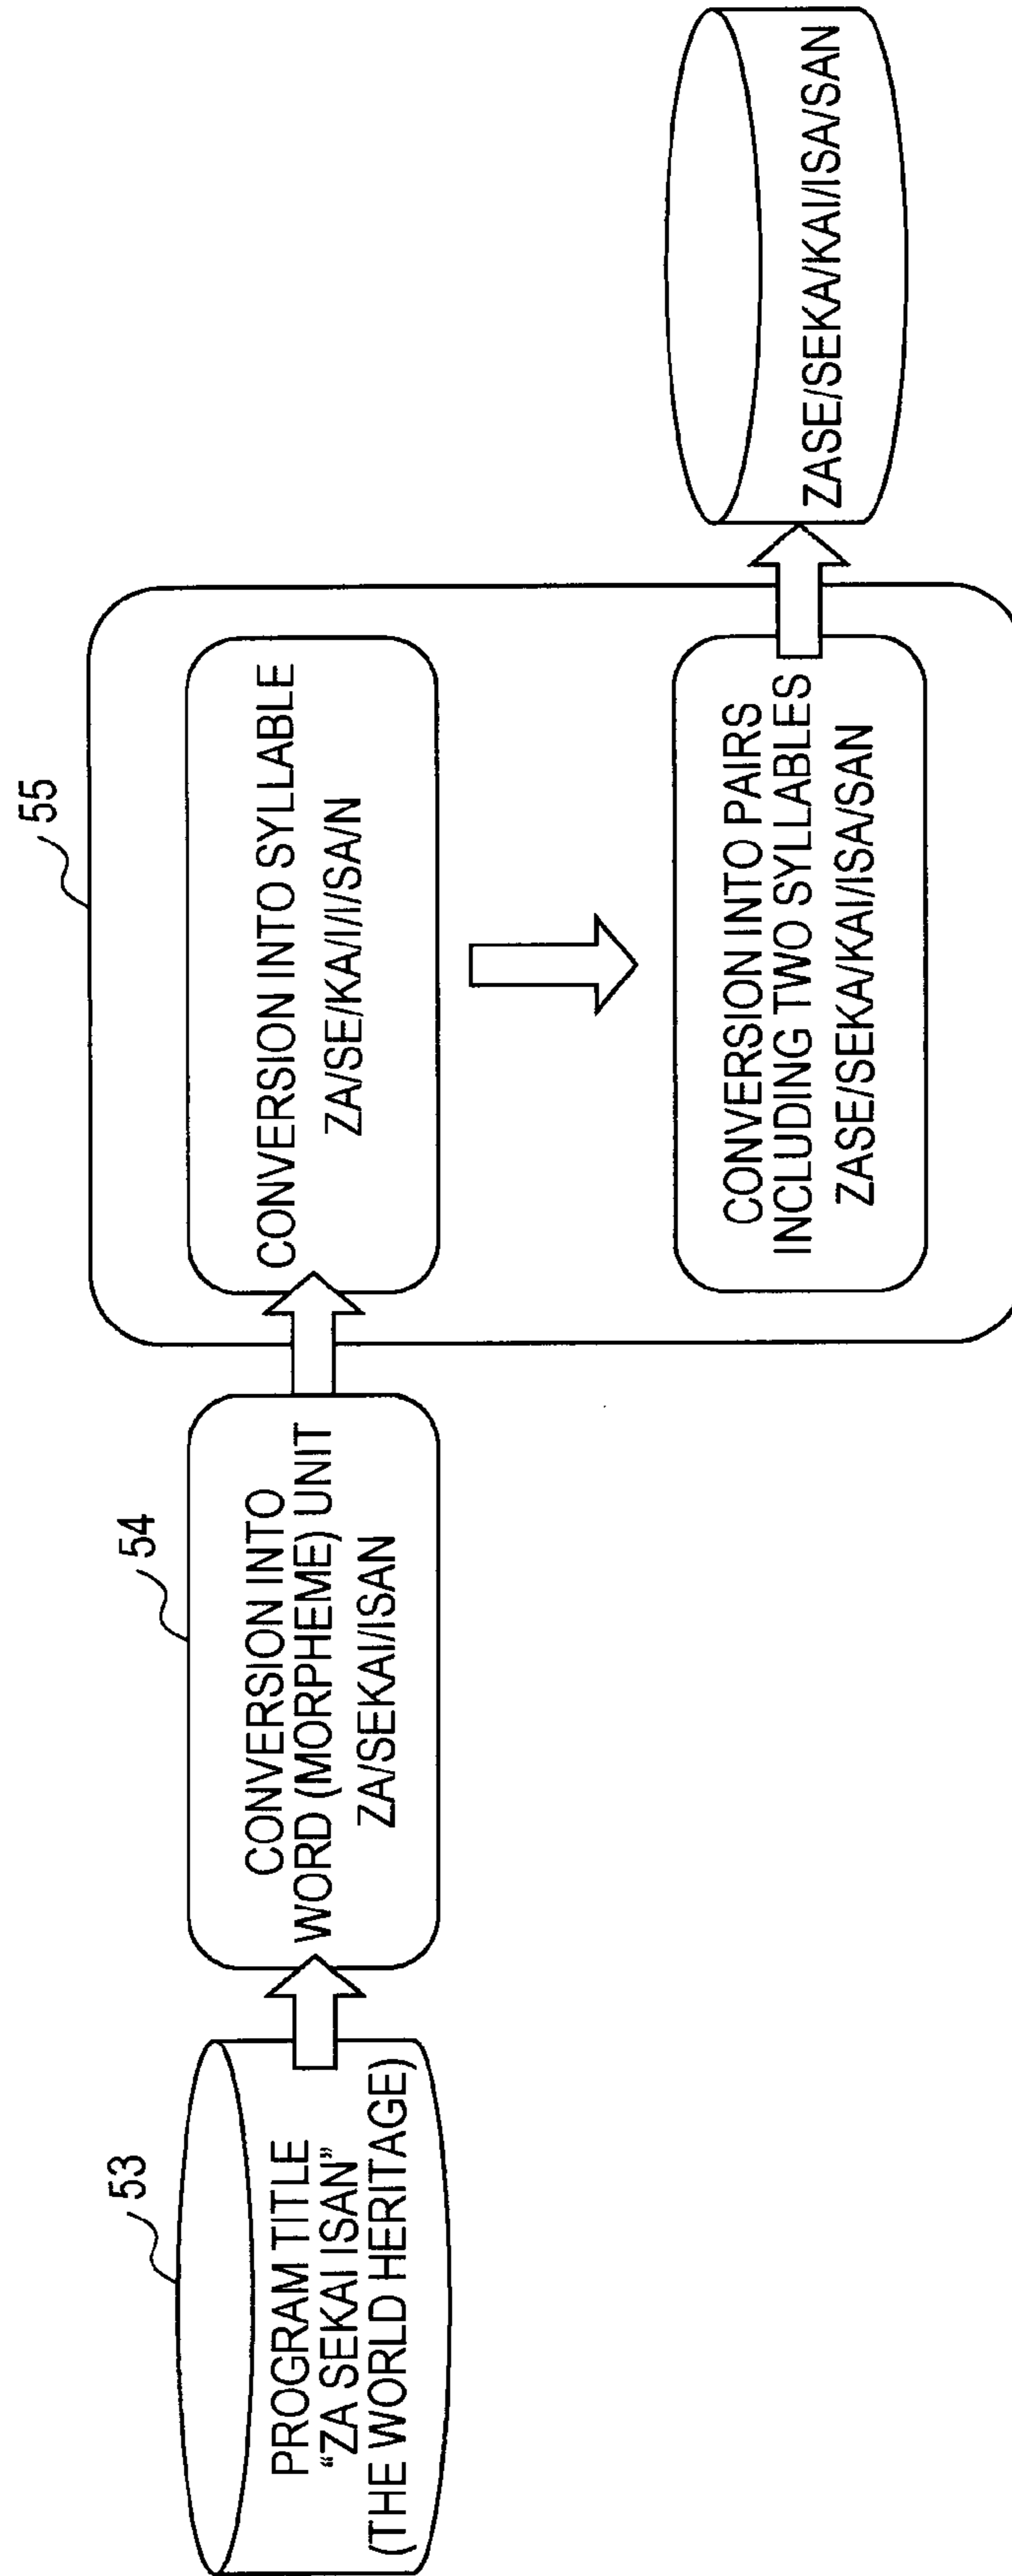 53
PROGRAM TITLE
“ZA SEKAI ISAN”
(THE WORLD HERITAGE)
54
CONVERSION INTO
WORD (MORPHEME) UNIT
ZA/SEKAI/ISAN
55
CONVERSION INTO SYLLABLE
ZA/SE/KA/I/I/SA/N
CONVERSION INTO PAIRS
INCLUDING TWO SYLLABLES
ZASE/SEKA/KAI/ISA/SAN
ZASE/SEKA/KAI/ISA/SAN